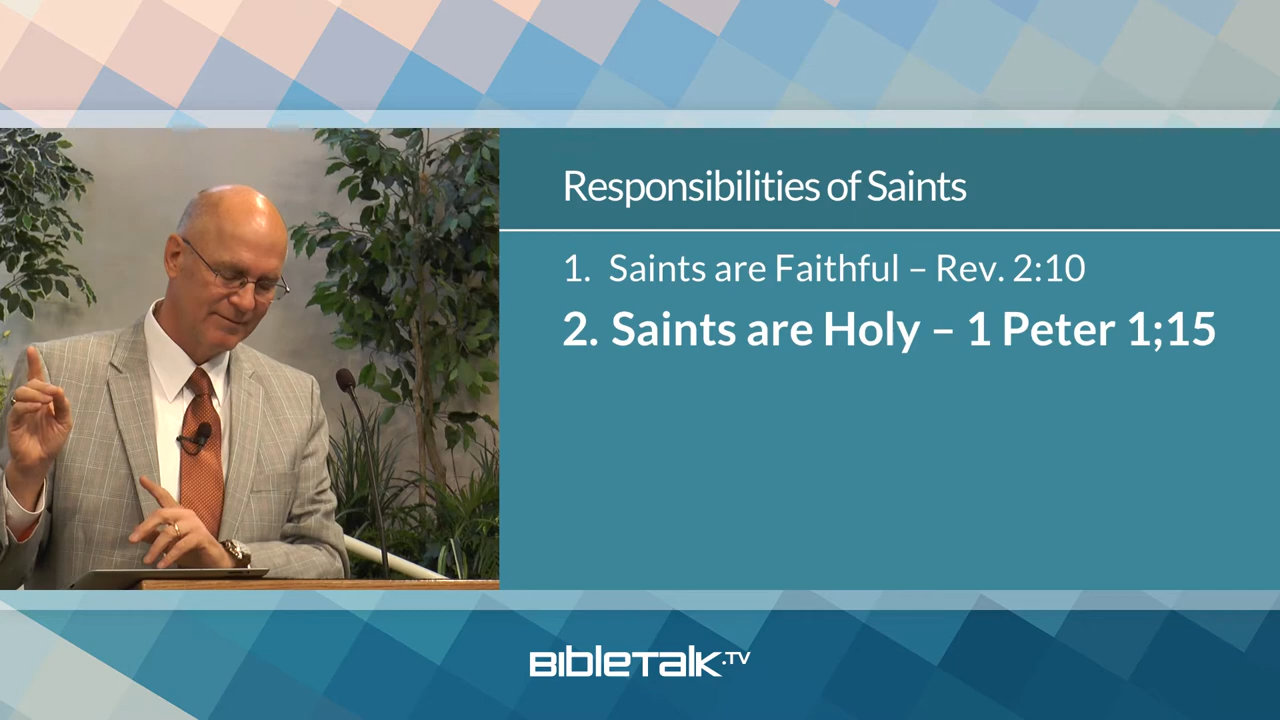 Responsibilities of Saints
1. Saints are Faithful – Rev. 2:10
2. Saints are Holy – 1 Peter 1;15
BIBLETALK.TV